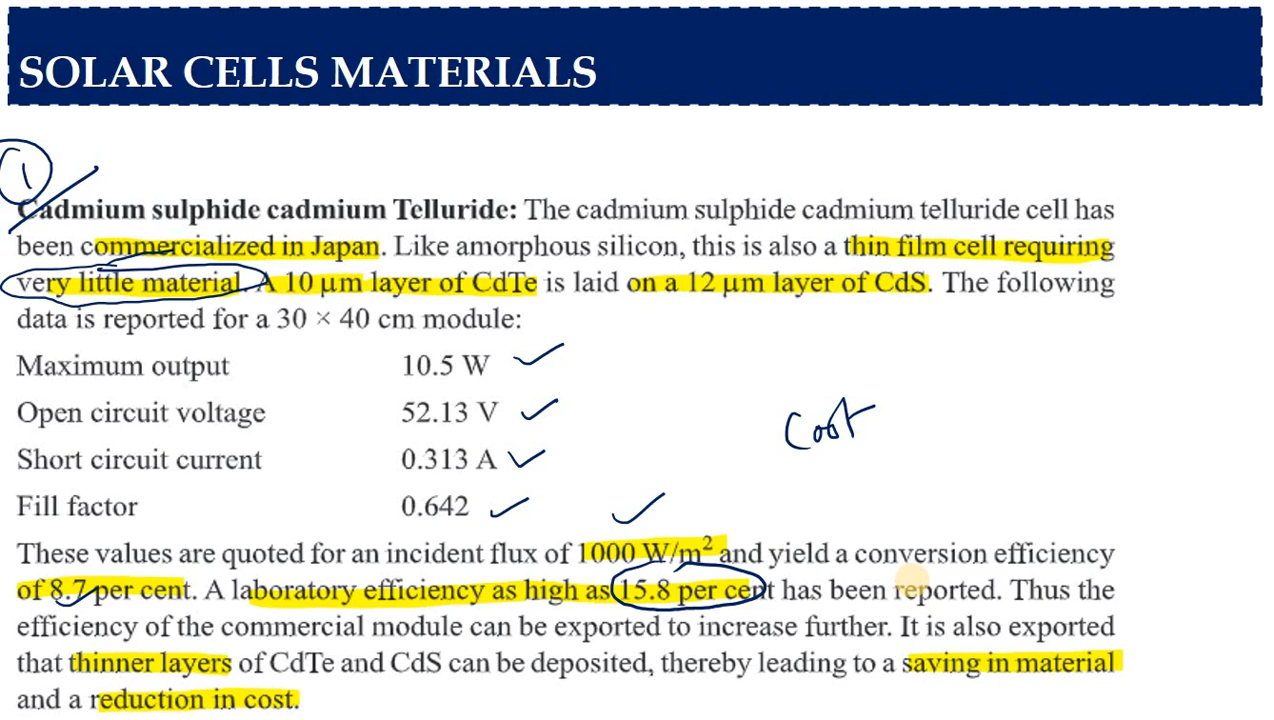 SOLAR CELLS MATERIALS
1
Cadmium sulphide cadmium Telluride: The cadmium sulphide cadmium telluride cell has
been commercialized in Japan. Like amorphous silicon, this is also a thin film cell requiring
very little material. A 10 μm layer of CdTe is laid on a 12 μm layer of CdS. The following
data is reported for a 30 × 40 cm module:
Maximum output 10.5 W
Open circuit voltage 52.13 V
Short circuit current 0.313 A
Fill factor 0.642
These values are quoted for an incident flux of 1000 W/m² and yield a conversion efficiency
of 8.7 per cent. A laboratory efficiency as high as 15.8 per cent has been reported. Thus the
efficiency of the commercial module can be exported to increase further. It is also exported
that thinner layers of CdTe and CdS can be deposited, thereby leading to a saving in material
and a reduction in cost.